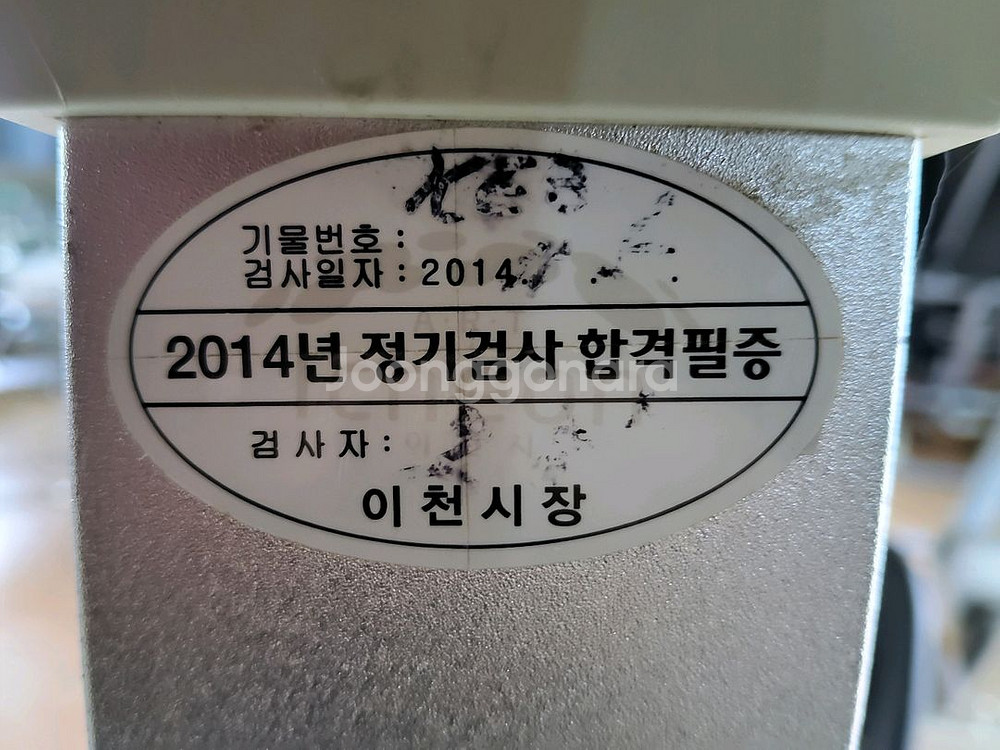 기물번호 :
검사일자 : 2014. . .
2014년 정기검사 합격필증
Joonggonara
검사자 :
이천시장